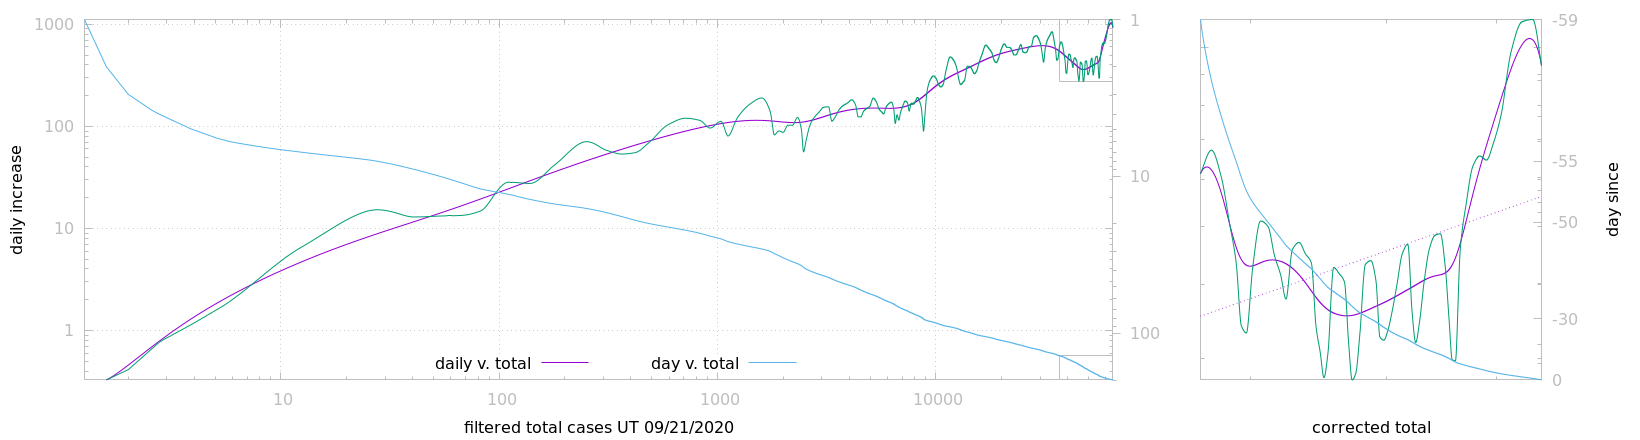 1000
100
10
1
daily increase
10
100
1000
10000
filtered total cases UT 09/21/2020
daily v. total
day v. total
1
10
100
-59
-55
-50
-30
0
day since
corrected total